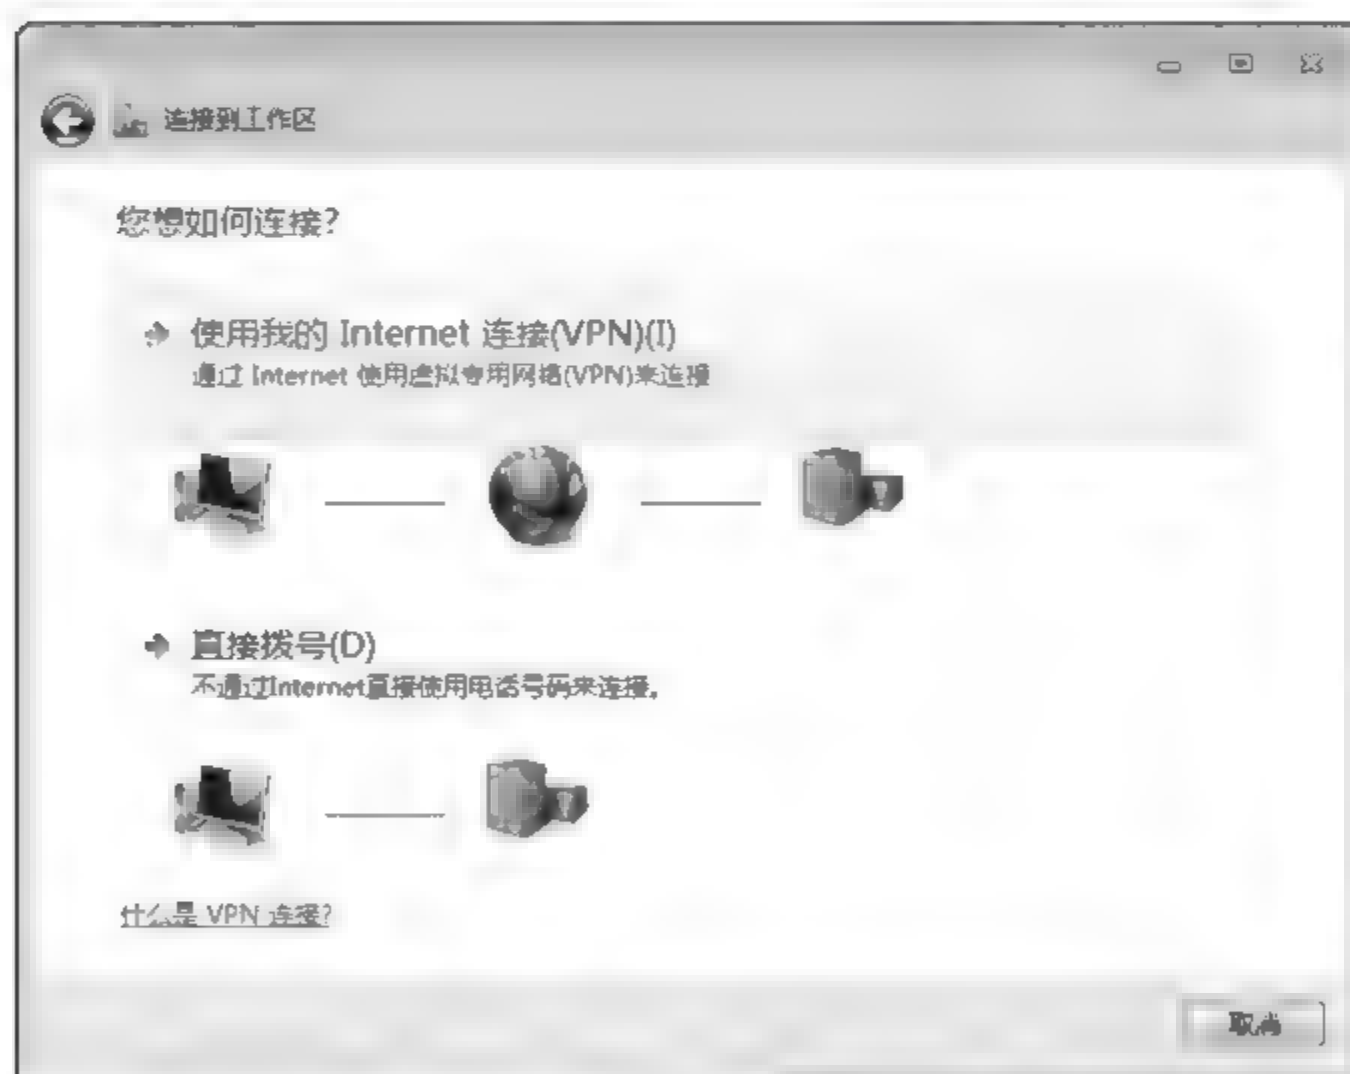 连接到工作区
您想如何连接?
使用我的 Internet 连接(VPN)(I)
通过 Internet 使用虚拟专用网络(VPN)来连接
直接拨号(D)
不通过Internet直接使用电话号码来连接。
什么是 VPN 连接?
取消